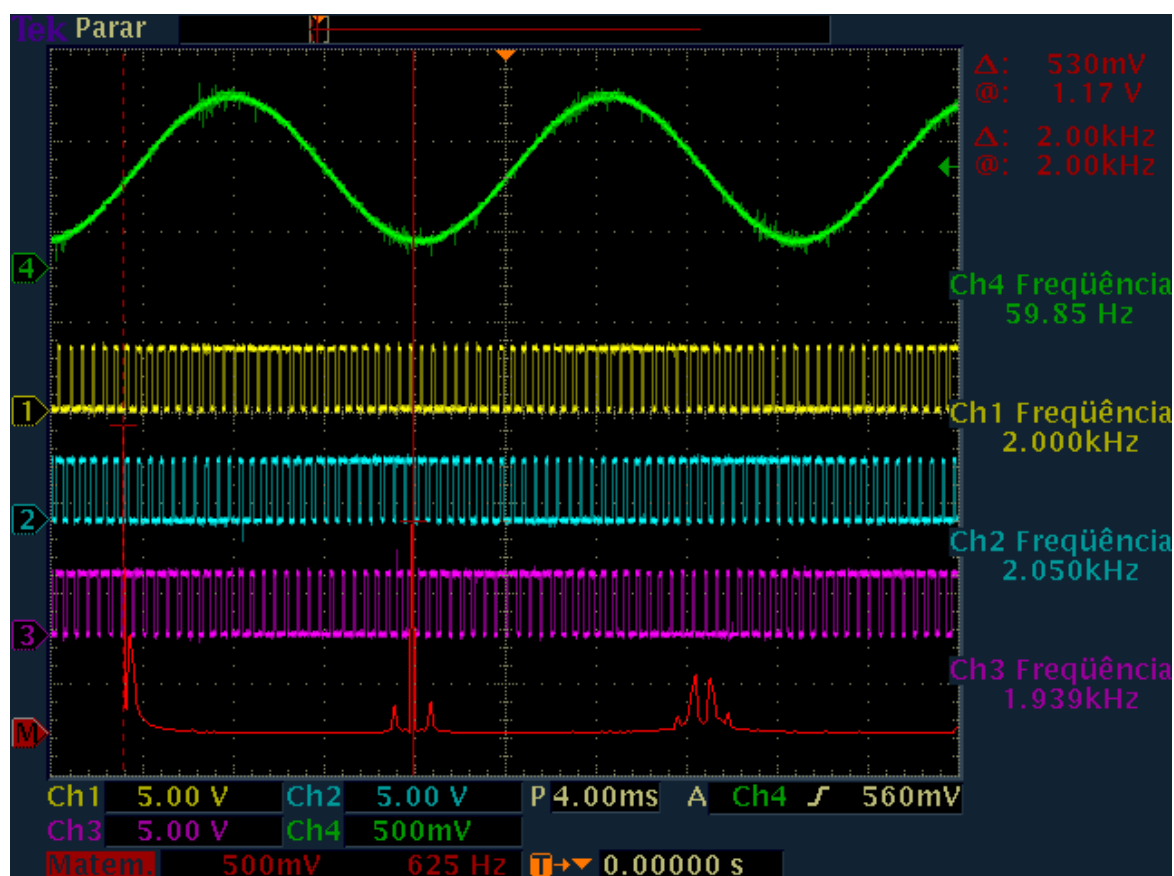 Tek Parar
Δ: 530mV
@: 1.17 V
Δ: 2.00kHz
@: 2.00kHz
4
Ch4 Freqüência
59.85 Hz
1
Ch1 Freqüência
2.000kHz
2
Ch2 Freqüência
2.050kHz
3
Ch3 Freqüência
1.939kHz
M
Ch1 5.00 V Ch2 5.00 V P 4.00ms A Ch4 560mV
Ch3 5.00 V Ch4 500mV
Matem. 500mV 625 Hz T 0.00000 s